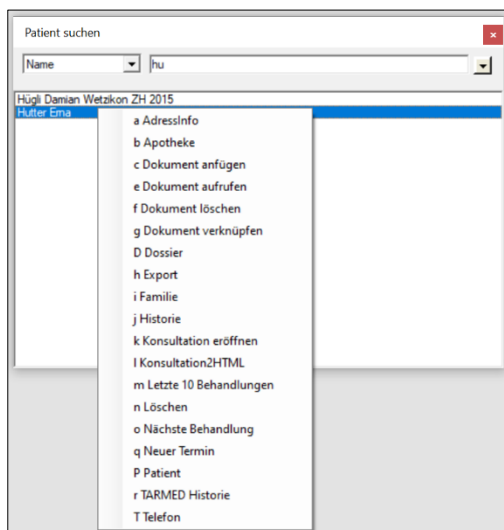 Patient suchen
Name hu
Hügli Damian Wetzikon ZH 2015
Hutter Erna
a AdressInfo
b Apotheke
c Dokument anfügen
e Dokument aufrufen
f Dokument löschen
g Dokument verknüpfen
D Dossier
h Export
i Familie
j Historie
k Konsultation eröffnen
l Konsultation2HTML
m Letzte 10 Behandlungen
n Löschen
o Nächste Behandlung
q Neuer Termin
P Patient
r TARMED Historie
T Telefon